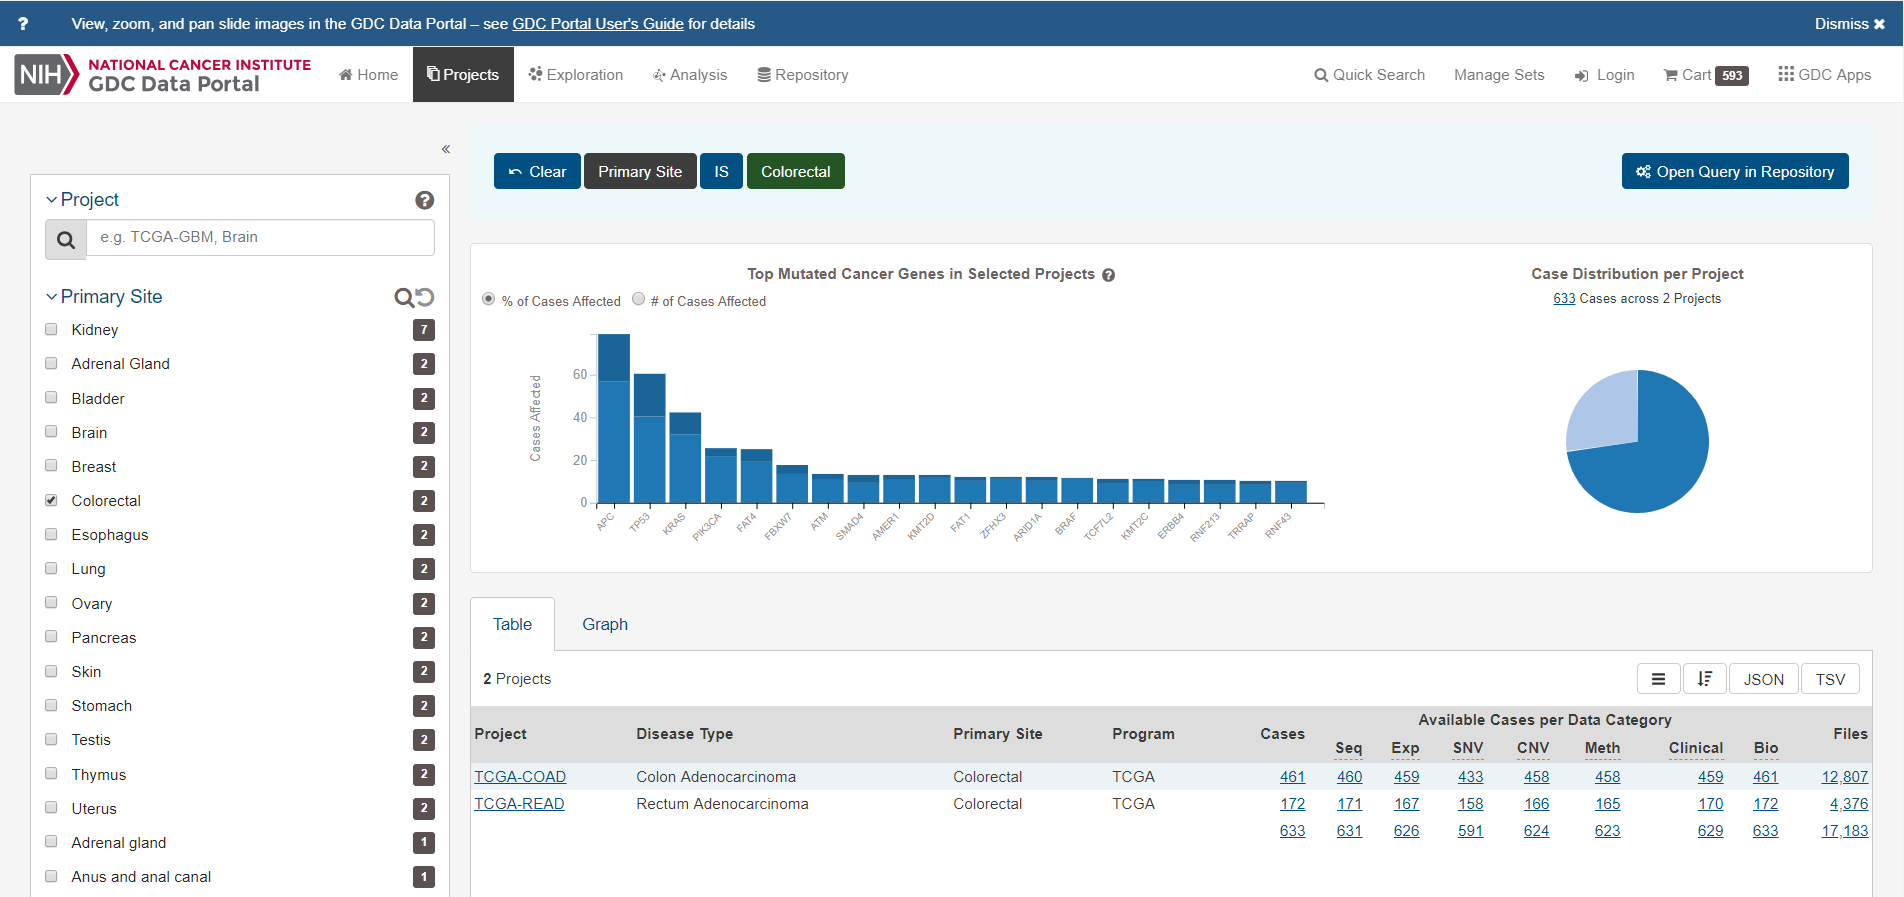 ? View, zoom, and pan slide images in the GDC Data Portal – see GDC Portal User's Guide for details Dismiss ✖
NIH NATIONAL CANCER INSTITUTE
GDC Data Portal
Home Projects Exploration Analysis Repository Quick Search Manage Sets Login Cart 593 GDC Apps
«
Project ?
e.g. TCGA-GBM, Brain
Primary Site
Kidney 7
Adrenal Gland 2
Bladder 2
Brain 2
Breast 2
Colorectal 2
Esophagus 2
Lung 2
Ovary 2
Pancreas 2
Skin 2
Stomach 2
Testis 2
Thymus 2
Uterus 2
Adrenal gland 1
Anus and anal canal 1
Clear Primary Site IS Colorectal Open Query in Repository
Top Mutated Cancer Genes in Selected Projects ?
% of Cases Affected # of Cases Affected
Cases Affected
60
40
20
0
APC TP53 KRAS PIK3CA FAT4 FBXW7 ATM SMAD4 AMER1 KMT2D FAT1 ZFHX3 ARID1A BRAF TCF7L2 KMT2C ERBB4 RNF213 TRRAP RNF43
Case Distribution per Project
633 Cases across 2 Projects
Table Graph
2 Projects JSON TSV
Project Disease Type Primary Site Program Cases Available Cases per Data Category Files
Seq Exp SNV CNV Meth Clinical Bio
TCGA-COAD Colon Adenocarcinoma Colorectal TCGA 461 460 459 433 458 458 459 461 12,807
TCGA-READ Rectum Adenocarcinoma Colorectal TCGA 172 171 167 158 166 165 170 172 4,376
633 631 626 591 624 623 629 633 17,183